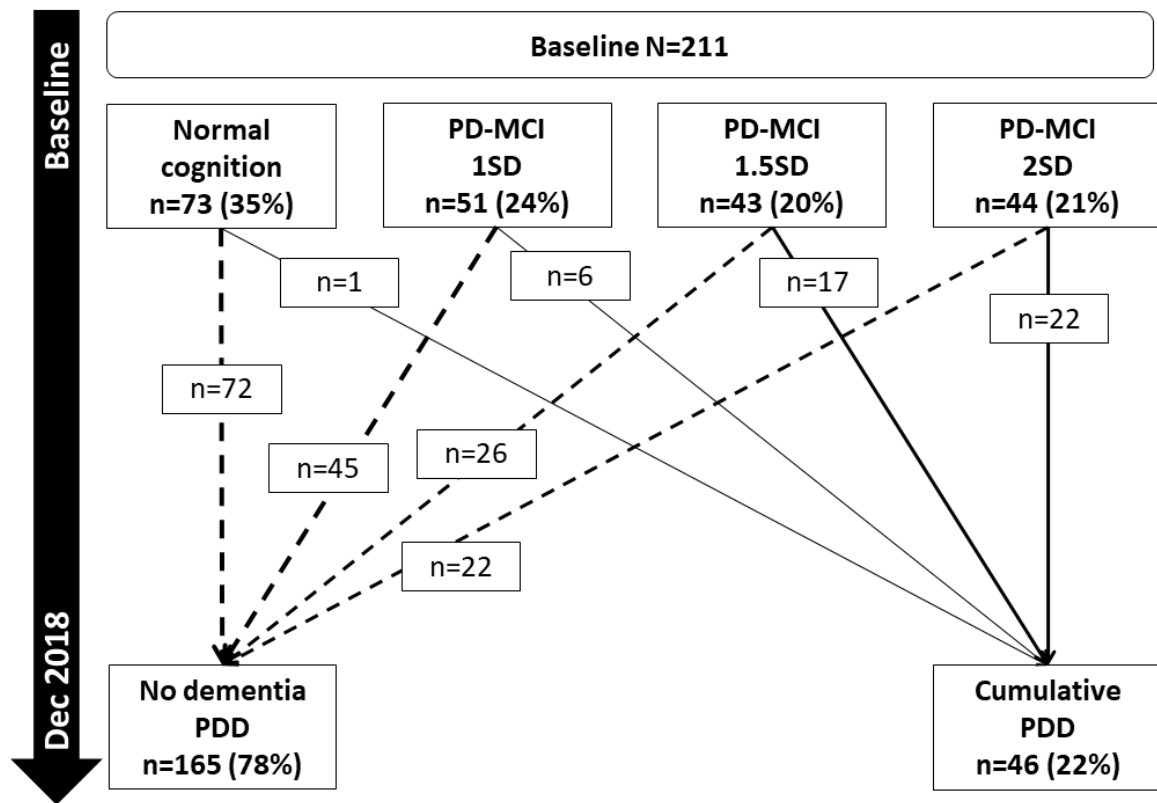 Baseline
Baseline N=211
Normal
cognition
n=73 (35%)
PD-MCI
1SD
n=51 (24%)
PD-MCI
1.5SD
n=43 (20%)
PD-MCI
2SD
n=44 (21%)
n=1
n=6
n=17
n=22
n=72
n=45
n=26
n=22
Dec 2018
No dementia
PDD
n=165 (78%)
Cumulative
PDD
n=46 (22%)